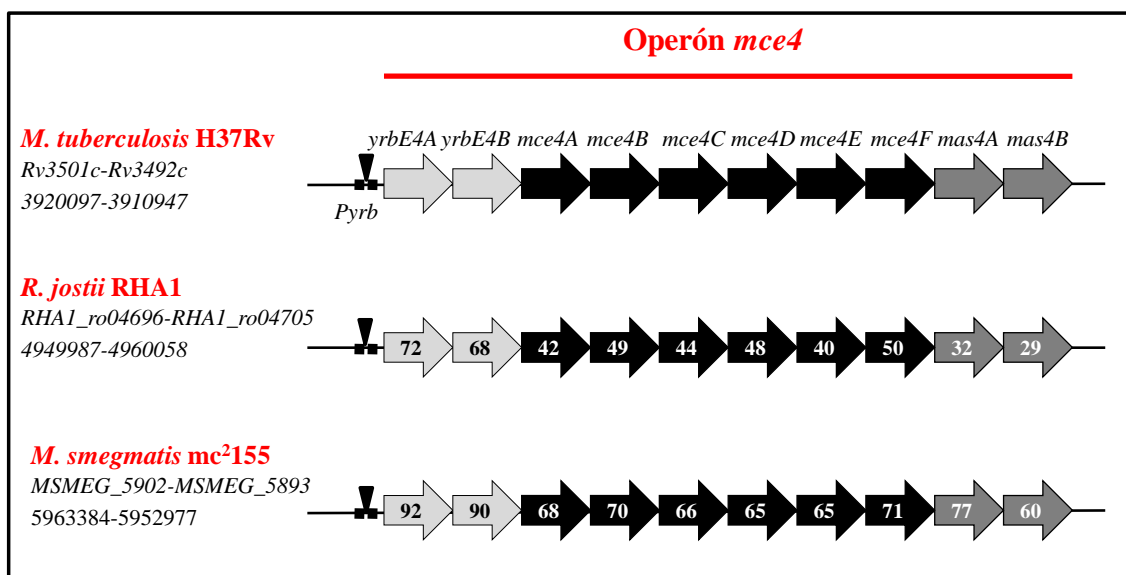 Operón mce4
M. tuberculosis H37Rv
Rv3501c-Rv3492c
3920097-3910947
yrbE4A yrbE4B mce4A mce4B mce4C mce4D mce4E mce4F mas4A mas4B
Pyrb
R. jostii RHA1
RHA1_ro04696-RHA1_ro04705
4949987-4960058
72 68 42 49 44 48 40 50 32 29
M. smegmatis mc²155
MSMEG_5902-MSMEG_5893
5963384-5952977
92 90 68 70 66 65 65 71 77 60